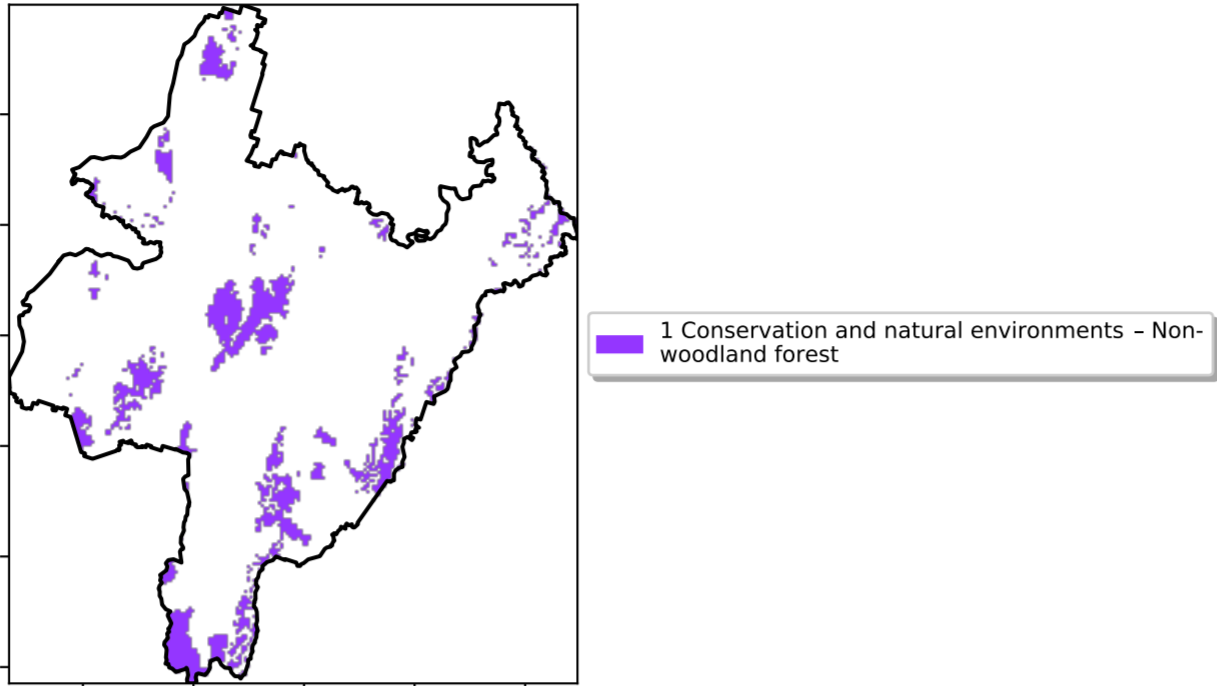 1 Conservation and natural environments – Non-
woodland forest